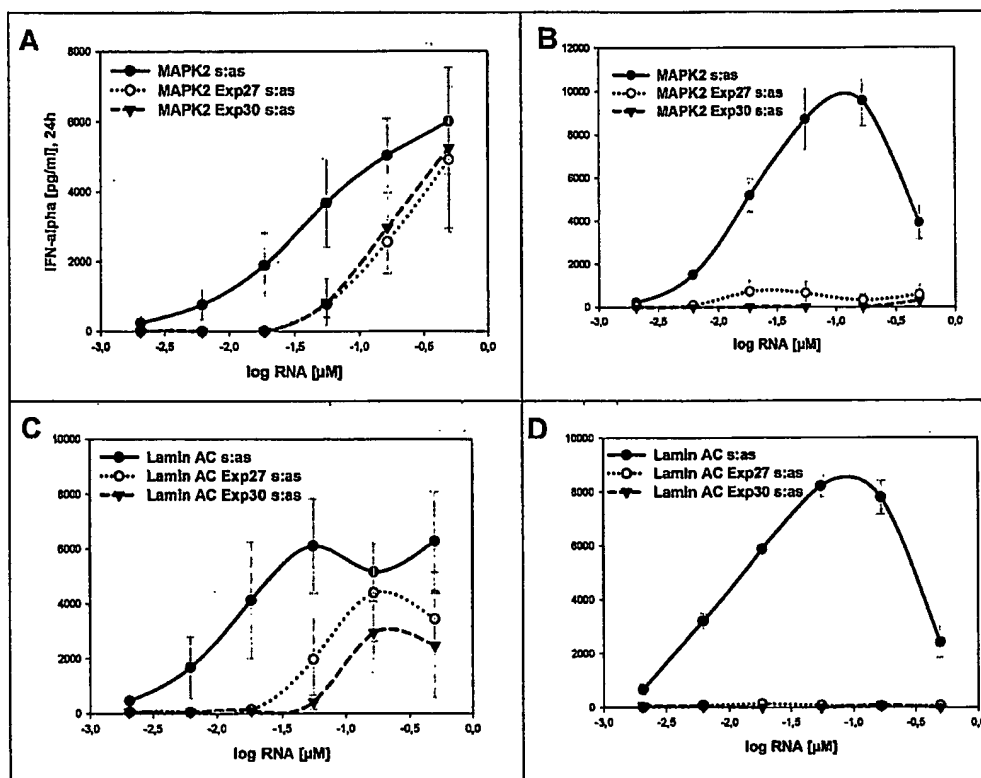 A
8000
6000
4000
2000
0
IFN-alpha [pg/ml], 24h
MAPK2 s:as
MAPK2 Exp27 s:as
MAPK2 Exp30 s:as
-3,0 -2,5 -2,0 -1,5 -1,0 -0,5 0,0
log RNA [µM]
B
12000
10000
8000
6000
4000
2000
0
MAPK2 s:as
MAPK2 Exp27 s:as
MAPK2 Exp30 s:as
-3,0 -2,5 -2,0 -1,5 -1,0 -0,5 0,0
log RNA [µM]
C
10000
8000
6000
4000
2000
0
Lamin AC s:as
Lamin AC Exp27 s:as
Lamin AC Exp30 s:as
-3,0 -2,5 -2,0 -1,5 -1,0 -0,5 0,0
log RNA [µM]
D
10000
8000
6000
4000
2000
0
Lamin AC s:as
Lamin AC Exp27 s:as
Lamin AC Exp30 s:as
-3,0 -2,5 -2,0 -1,5 -1,0 -0,5 0,0
log RNA [µM]